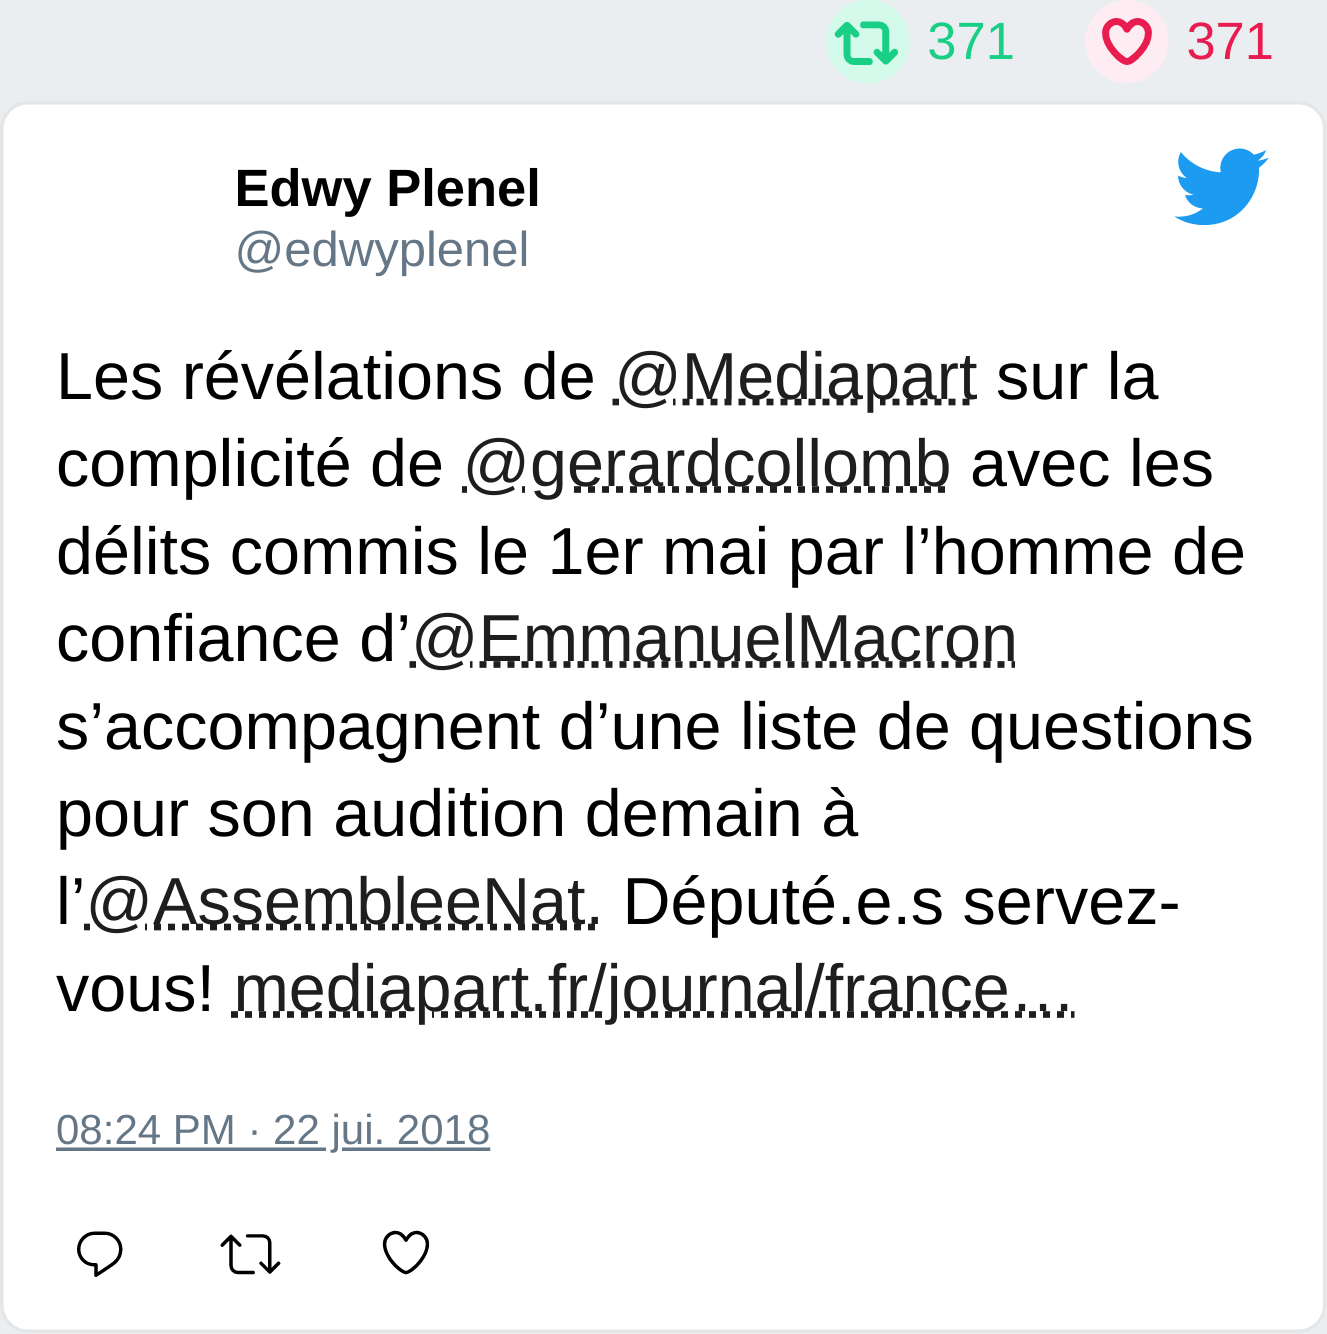 371 371
Edwy Plenel
@edwyplenel
Les révélations de @Mediapart sur la
complicité de @gerardcollomb avec les
délits commis le 1er mai par l’homme de
confiance d’@EmmanuelMacron
s’accompagnent d’une liste de questions
pour son audition demain à
l’@AssembleeNat. Député.e.s servez-
vous! mediapart.fr/journal/france…
08:24 PM · 22 jui. 2018